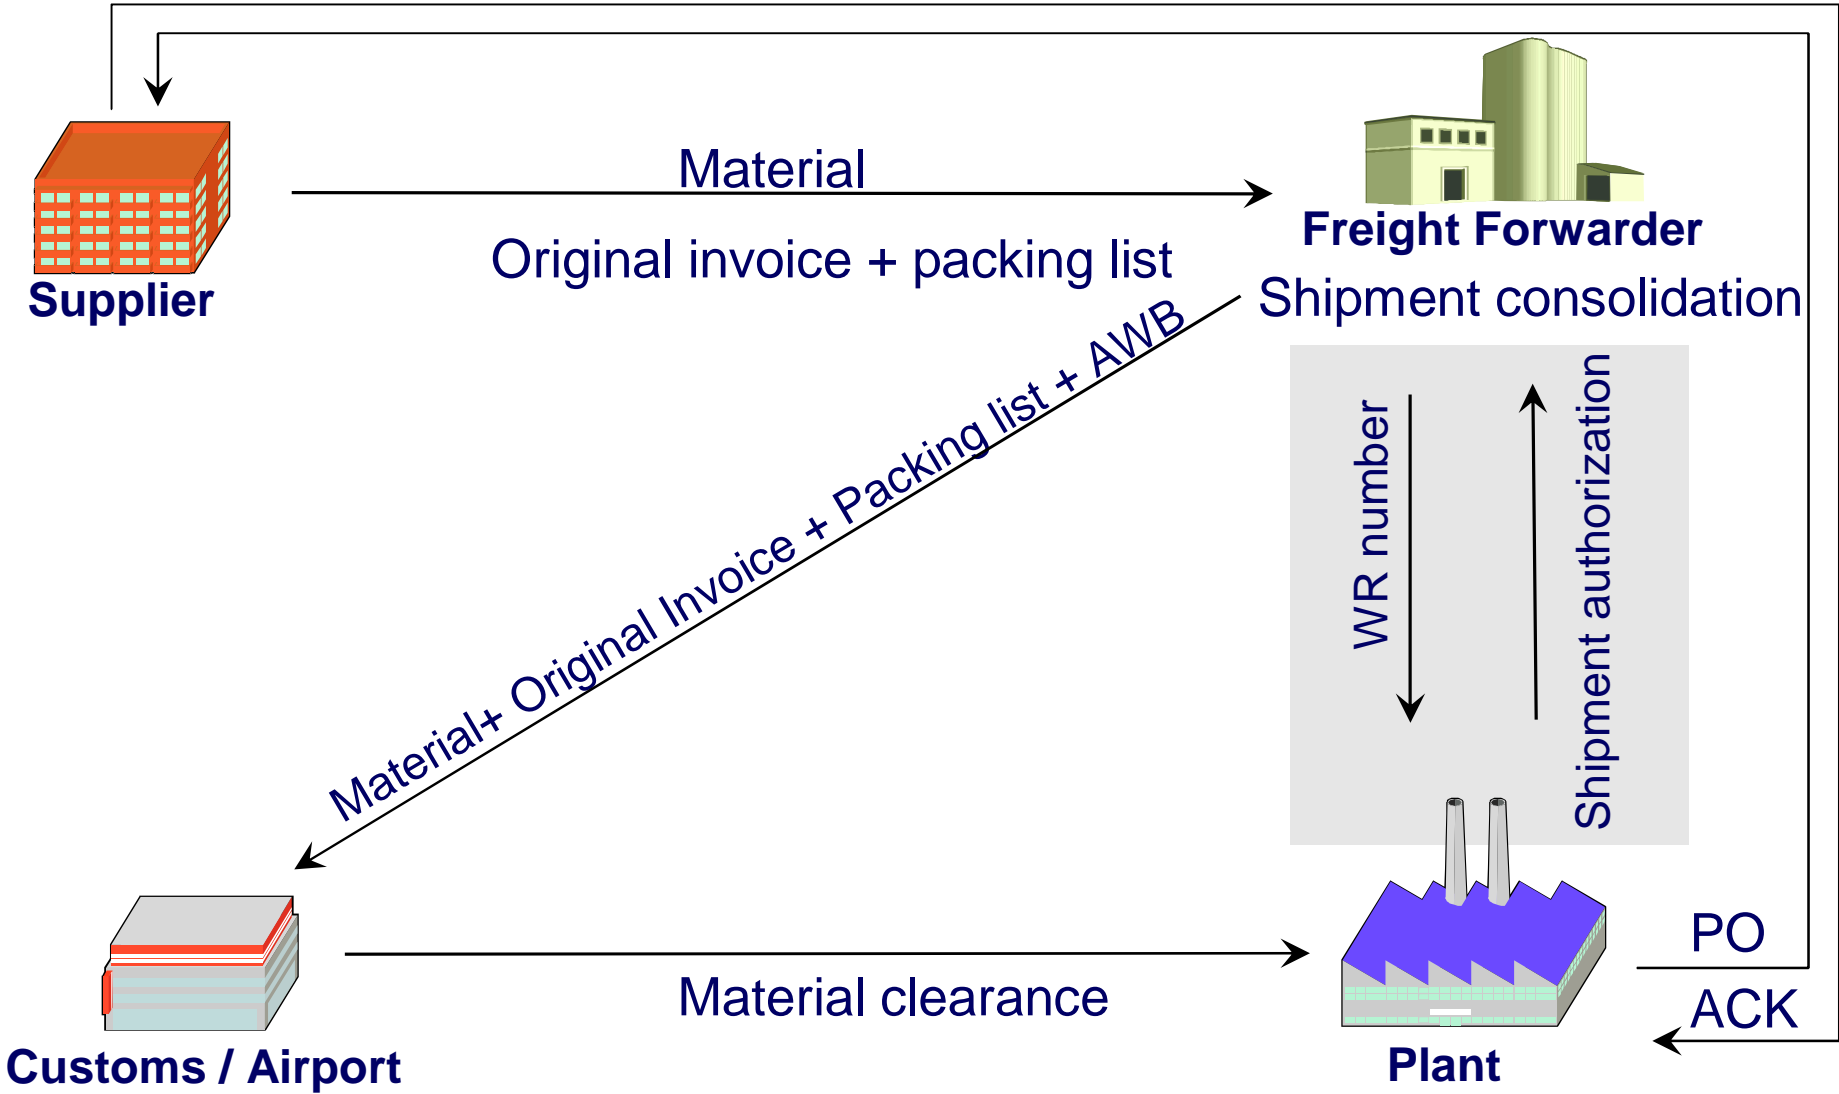 Material
Original invoice + packing list
Supplier
Freight Forwarder
Shipment consolidation
Material+ Original Invoice + Packing list + AWB
WR number
Shipment authorization
PO
ACK
Material clearance
Customs / Airport
Plant